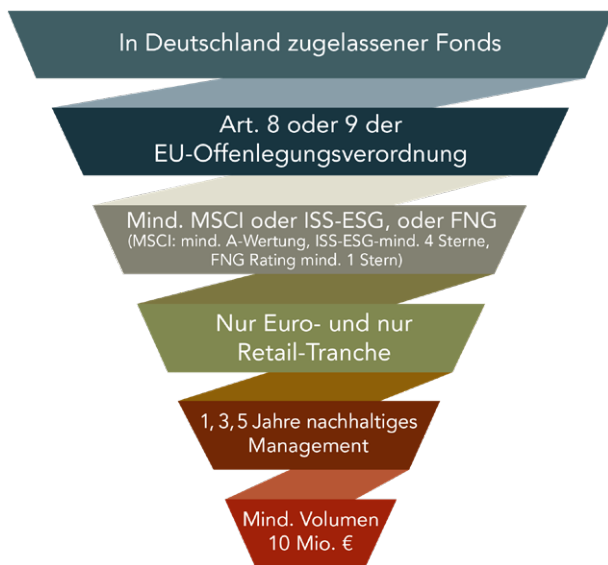 In Deutschland zugelassener Fonds
Art. 8 oder 9 der
EU-Offenlegungsverordnung
Mind. MSCI oder ISS-ESG, oder FNG
(MSCI: mind. A-Wertung, ISS-ESG-mind. 4 Sterne,
FNG Rating mind. 1 Stern)
Nur Euro- und nur
Retail-Tranche
1, 3, 5 Jahre nachhaltiges
Management
Mind. Volumen
10 Mio. €